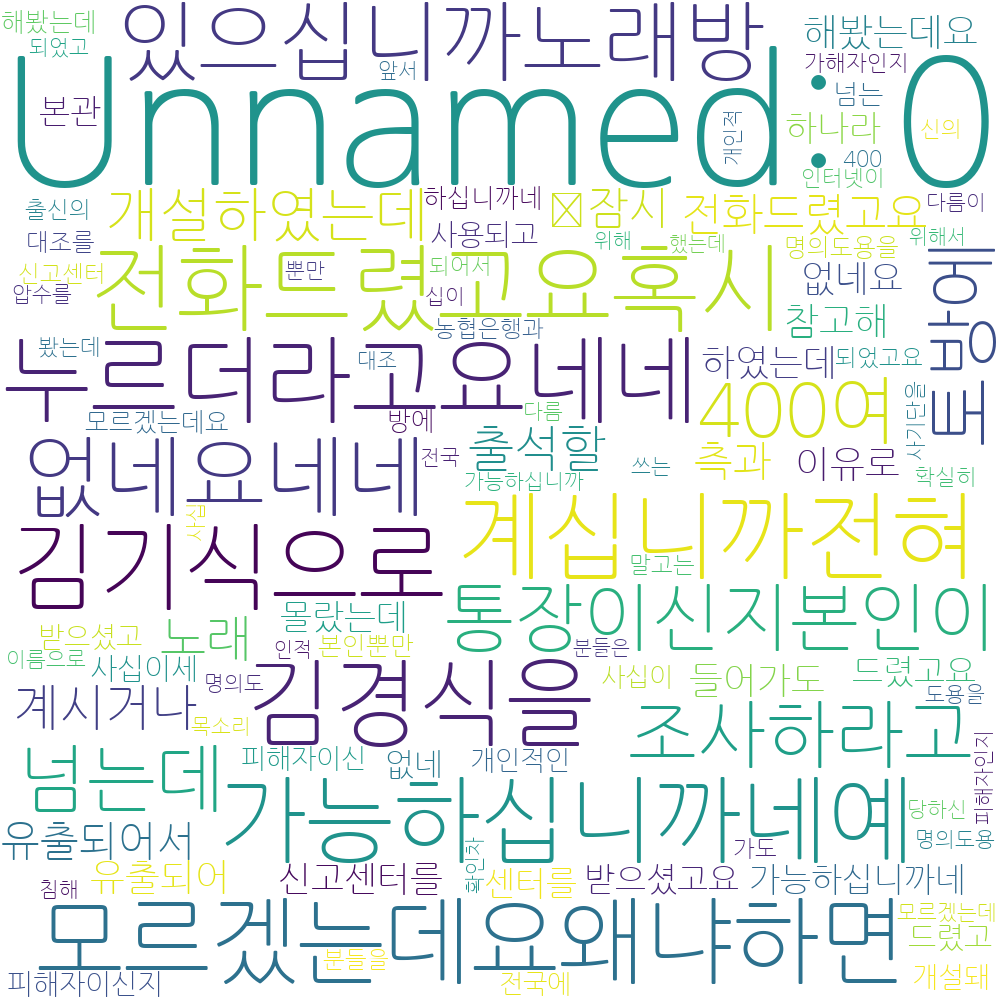 해봤는데
있으십니까노래방
해봤는데요
되었고
앞서
가해자인지
Unnamed: 0
본관
개인적
넘는
하나라
신의
400
인터넷이
개설하였는데
하십니까네
잠시
전화드렸고요
다름이
출신의
사용되고
대조를
위해
했는데
명의도용을
위해서
신고센터
전화드렸고요혹시
뿐만
되어서
없네요
통화
압수를
십이
참고해
농협은행과
봤는데
누르더라고요네네
대조
하였는데
되었고요
400여
사기단을
모르겠는데요
방에
다름
없네요네네
전국
출석할
쓰는
측과
이유로
가능하십니까
확실히
사십
김기식으로
계십니까전혀
말고는
몰랐는데
통장이신지본인이
받으셨고
노래
인적
본인뿐만
분들은
이름으로
사십이세
명의도
김경식을
사십이
들어가도
드렸고요
도용을
계시거나
목소리
조사하라고
넘는데
피해자이신
없네
개인적인
피해자인지
가능하십니까네예
당하신
유출되어서
명의도용
가도
확인차
침해
유출되어
신고센터를
센터를
받으셨고요
가능하십니까네
모르겠는데요왜냐하면
모르겠는데
드렸고
분들을
피해자이신지
전국에
개설돼